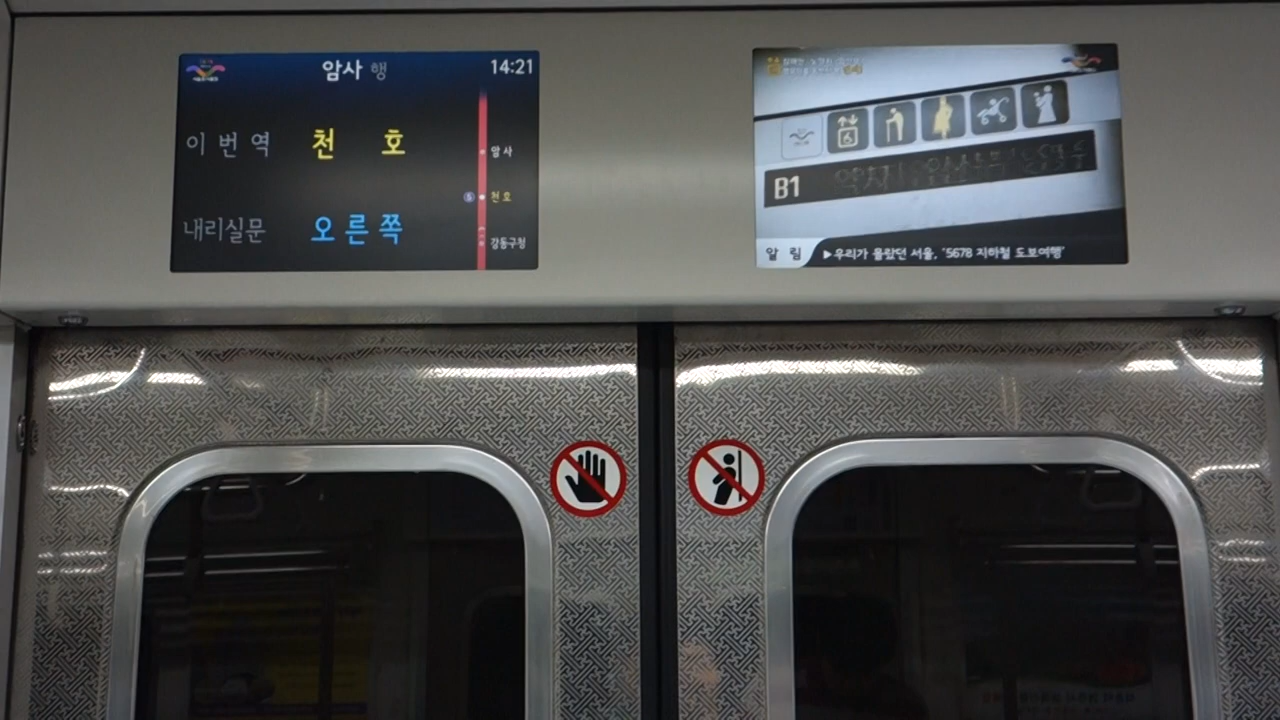 암사 행
14:21
이 번 역 천 호
내리실문 오른쪽
암사
5 천호
강동구청
B1
알 림 ▶우리가 몰랐던 서울, '5678 지하철 도보여행'